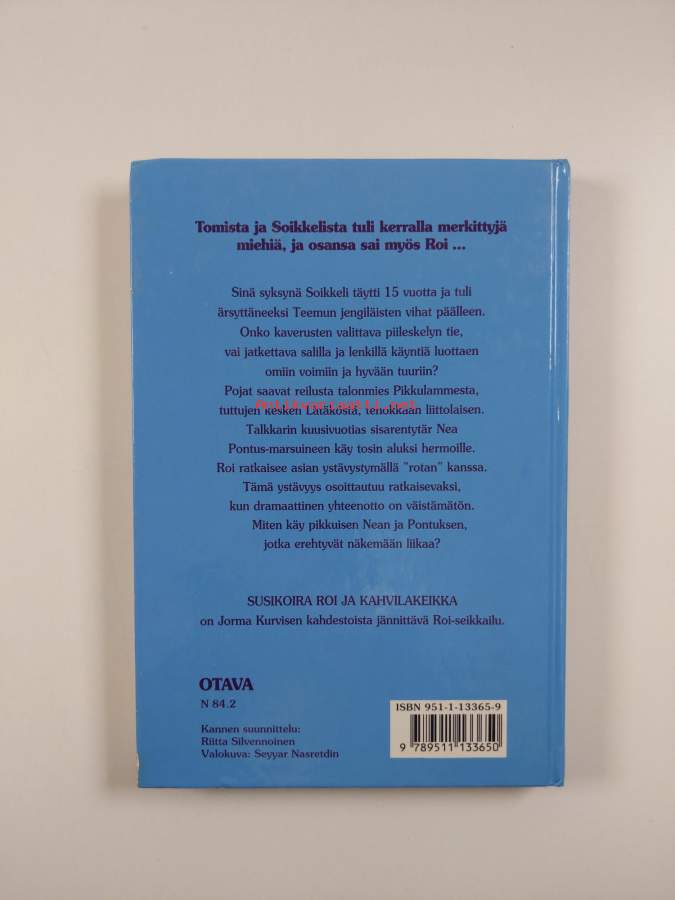 Tomista ja Soikkelista tuli kerralla merkittyjä
miehiä, ja osansa sai myös Roi ...
Sinä syksynä Soikkeli täytti 15 vuotta ja tuli
ärsyttäneeksi Teemun jengiläisten vihat päälleen.
Onko kaverusten valittava piileskelyn tie,
vai jatkettava salilla ja lenkillä käyntiä luottaen
omiin voimiin ja hyvään tuuriin?
Pojat saavat reilusta talonmies Pikkulammesta,
Antikvariaatti.net
tuttujen kesken Lätäköstä, tehokkaan liittolaisen.
Talkkarin kuusivuotias sisarentytär Nea
Pontus-marsuineen käy tosin aluksi hermoille.
Roi ratkaisee asian ystävystymällä "rotan" kanssa.
Tämä ystävyys osoittautuu ratkaisevaksi,
kun dramaattinen yhteenotto on väistämätön.
Miten käy pikkuisen Nean ja Pontuksen,
jotka erehtyvät näkemään liikaa?
SUSIKOIRA ROI JA KAHVILAKEIKKA
on Jorma Kurvisen kahdestoista jännittävä Roi-seikkailu.
OTAVA
N 84.2
Kannen suunnittelu:
Riitta Silvennoinen
Valokuva: Seyyar Nasretdin
ISBN 951-1-13365-9
9 789511 133650